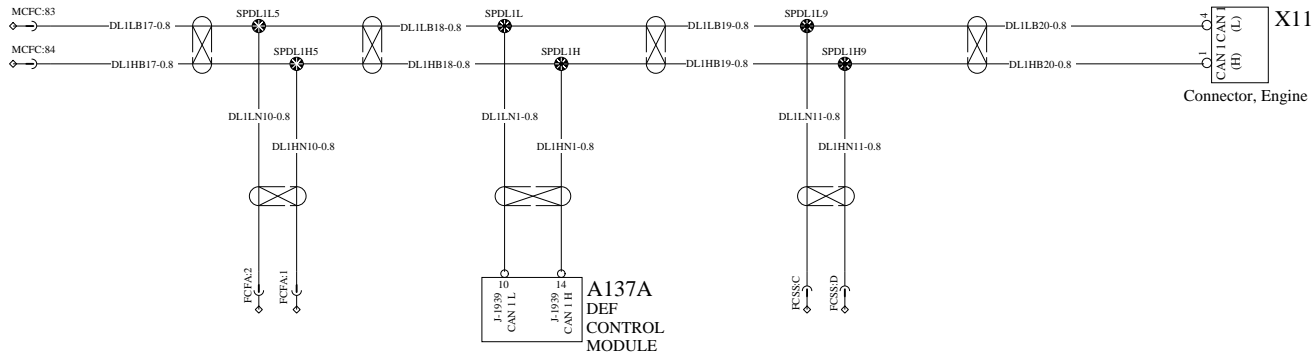 MCFC:83
DL1LB17-0.8
SPDL1L5
DL1LB18-0.8
SPDL1L
DL1LB19-0.8
SPDL1L9
DL1LB20-0.8
4
CAN 1
(L)
X11
MCFC:84
DL1HB17-0.8
SPDL1H5
DL1HB18-0.8
SPDL1H
DL1HB19-0.8
SPDL1H9
DL1HB20-0.8
1
CAN 1
(H)
Connector, Engine
DL1LN10-0.8
DL1HN10-0.8
DL1LN1-0.8
DL1HN1-0.8
DL1LN11-0.8
DL1HN11-0.8
FCFA:2
FCFA:1
10
J-1939
CAN 1 L
14
J-1939
CAN 1 H
A137A
DEF
CONTROL
MODULE
FCSS:C
FCSS:D